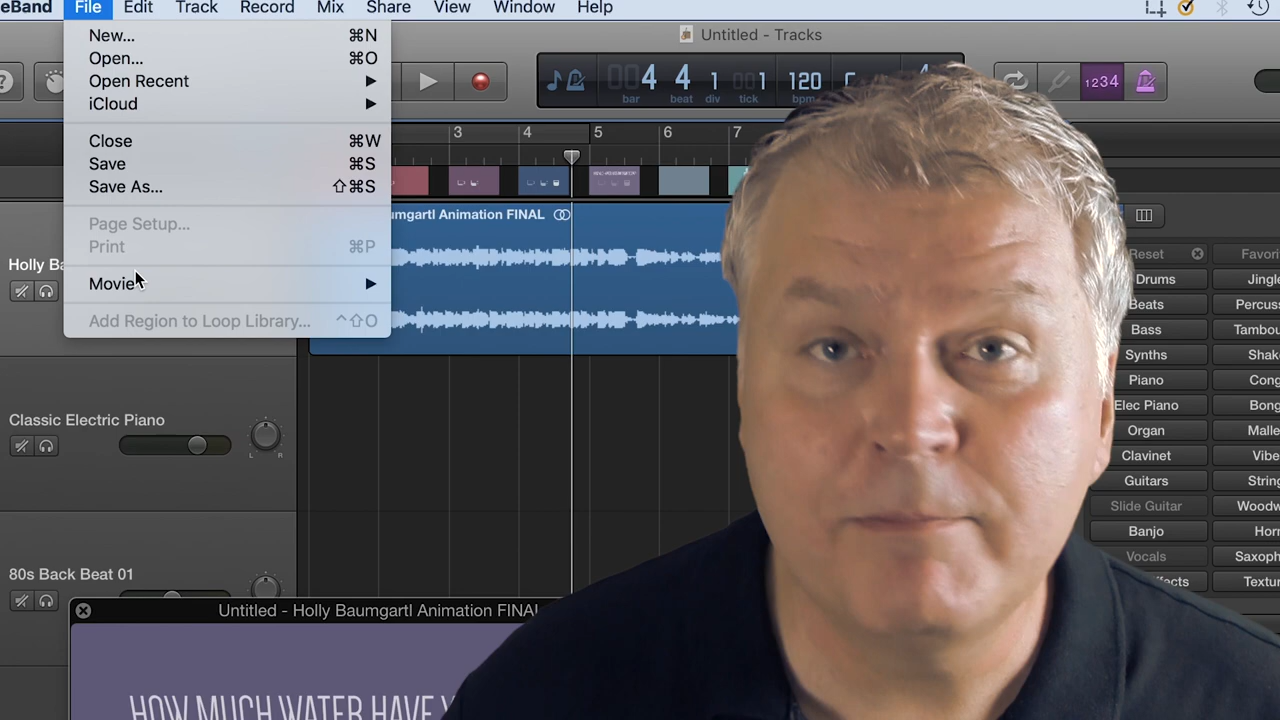 eBand File Edit Track Record Mix Share View Window Help
New... ⌘N
Open... ⌘O
Open Recent
iCloud
Close ⌘W
Save ⌘S
Save As... ⇧⌘S
Page Setup...
Print ⌘P
Movie
Add Region to Loop Library... ^⇧O
Untitled - Tracks
4 4 1 1 120
bar beat div tick
1234
3 4 5 6 7
umgartl Animation FINAL
Holly Ba
Classic Electric Piano
L R
80s Back Beat 01
Untitled - Holly Baumgartl Animation FINAL
HOW MUCH WATER HAVE
Reset Favori
Drums Jingl
Beats Percus
Bass Tambou
Synths Shak
Piano Cong
Elec Piano Bong
Organ Malle
Clavinet Vibe
Guitars String
Slide Guitar Woodw
Banjo Horn
Vocals Saxoph
ects Textur